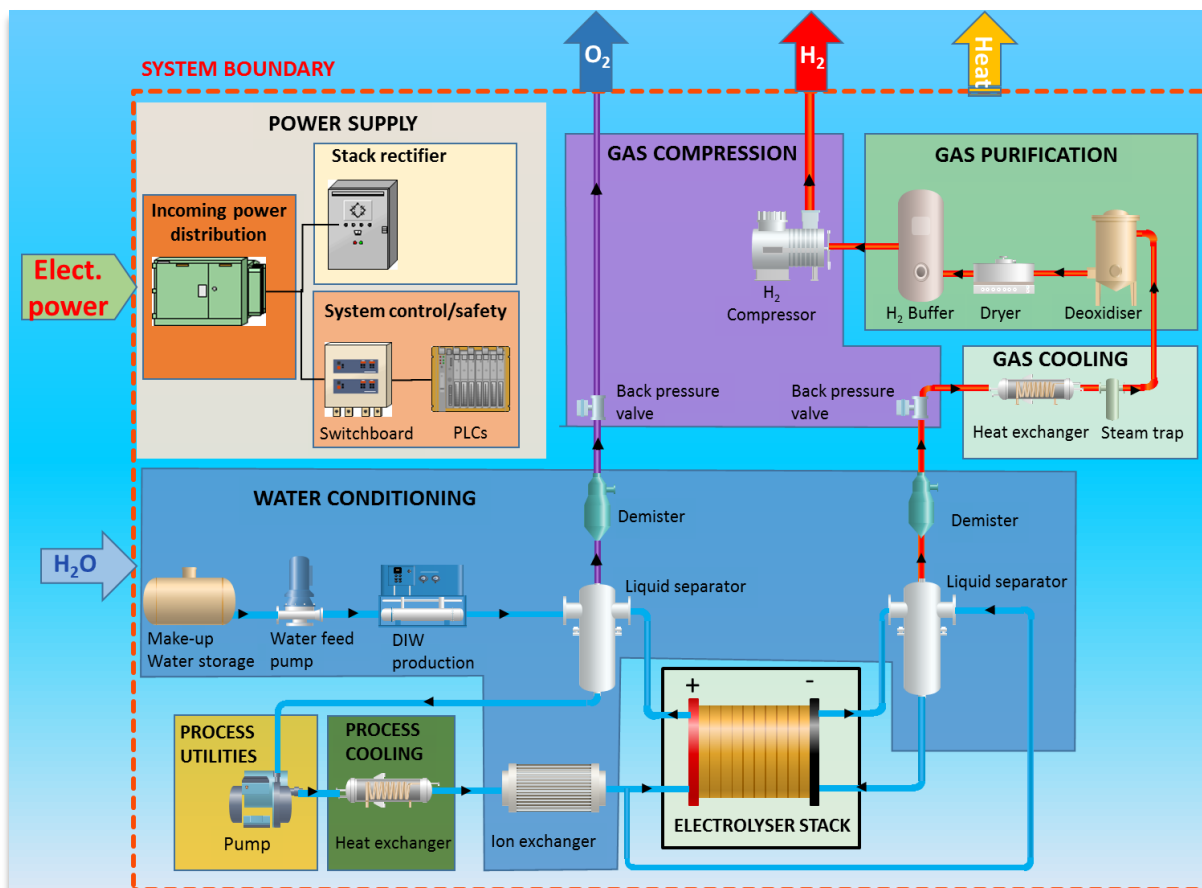 O₂
H₂
Heat
SYSTEM BOUNDARY
POWER SUPPLY
Stack rectifier
Incoming power
distribution
Elect.
power
System control/safety
Switchboard
PLCs
GAS COMPRESSION
H₂
Compressor
Back pressure
valve
Back pressure
valve
GAS PURIFICATION
H₂ Buffer
Dryer
Deoxidiser
GAS COOLING
Heat exchanger
Steam trap
WATER CONDITIONING
Demister
Demister
H₂O
Liquid separator
Liquid separator
Make-up
Water storage
Water feed
pump
DIW
production
+
-
ELECTROLYSER STACK
PROCESS
UTILITIES
Pump
PROCESS
COOLING
Heat exchanger
Ion exchanger